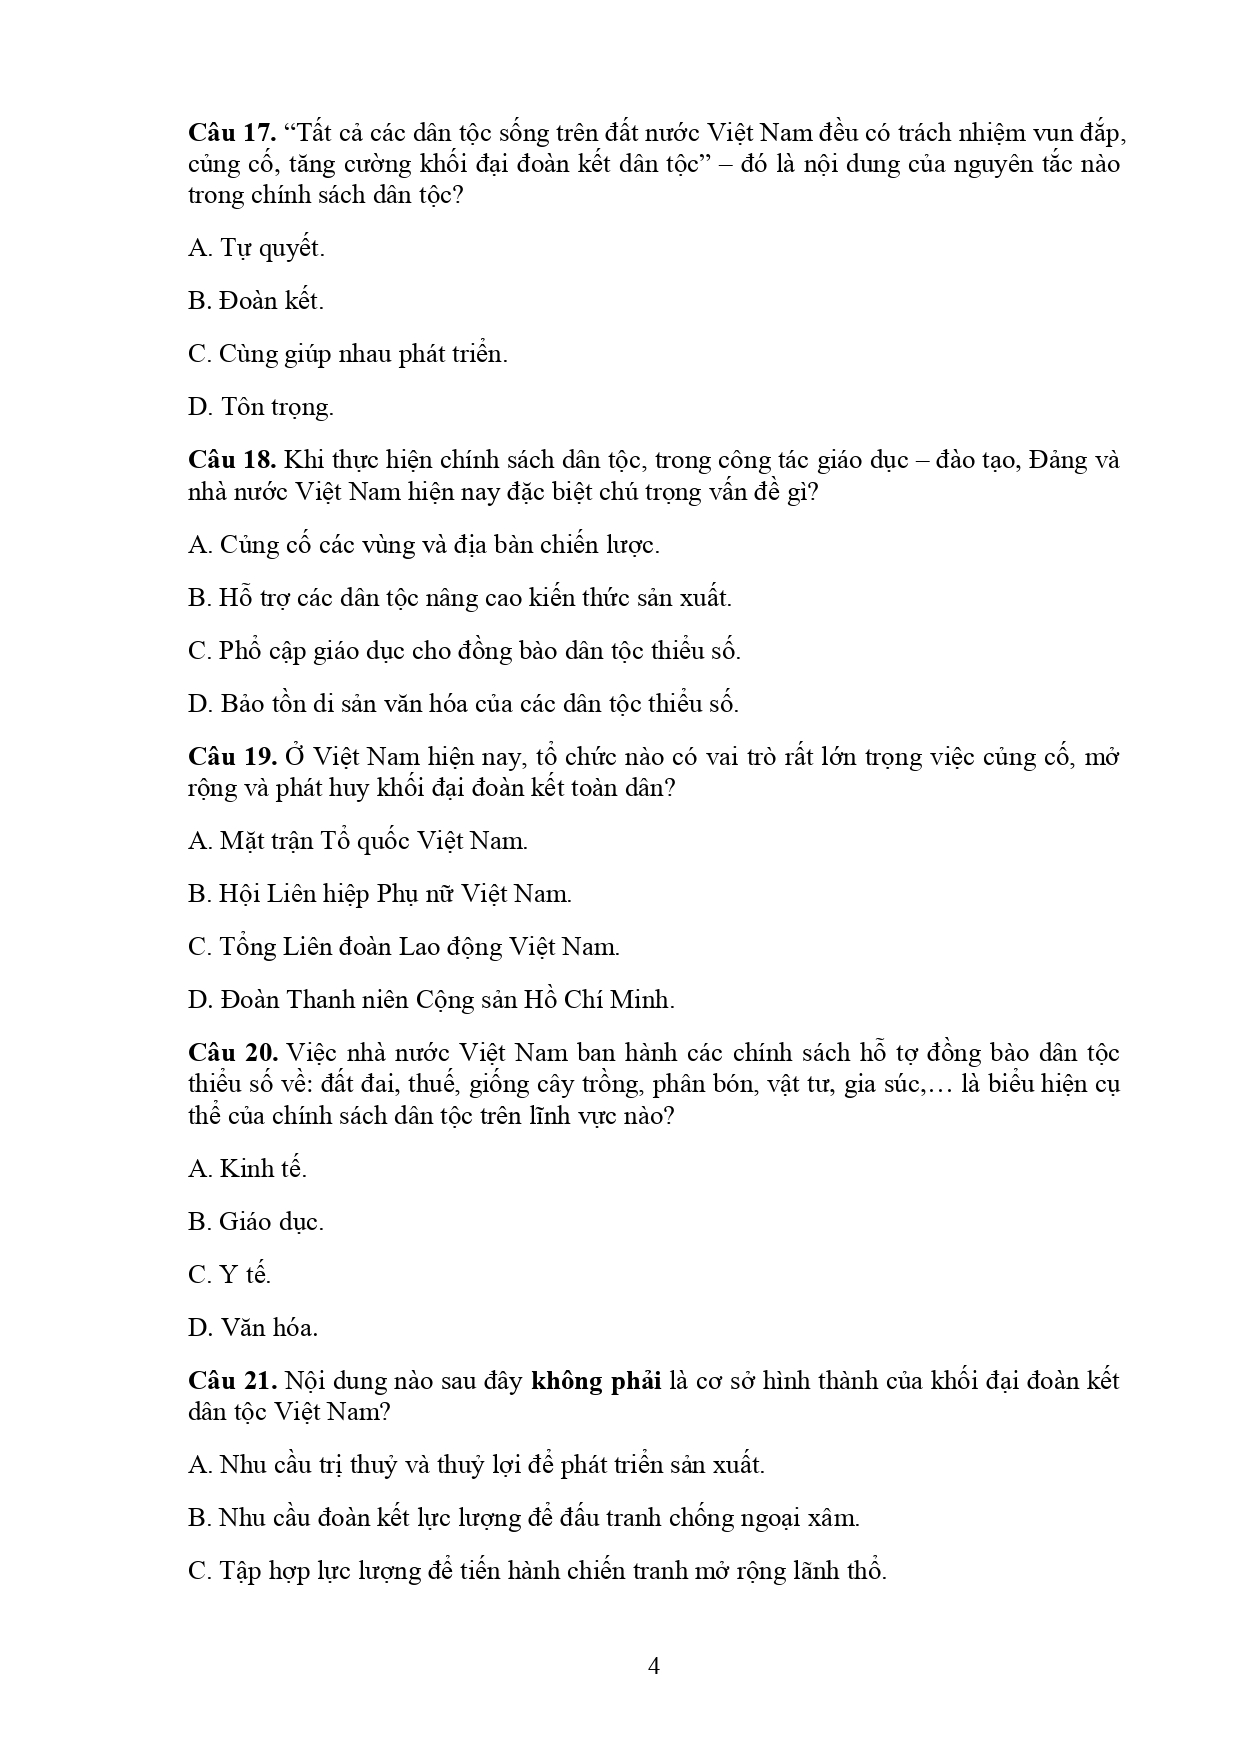 Câu 17. “Tất cả các dân tộc sống trên đất nước Việt Nam đều có trách nhiệm vun đắp,
củng cố, tăng cường khối đại đoàn kết dân tộc” – đó là nội dung của nguyên tắc nào
trong chính sách dân tộc?
A. Tự quyết.
B. Đoàn kết.
C. Cùng giúp nhau phát triển.
D. Tôn trọng.
Câu 18. Khi thực hiện chính sách dân tộc, trong công tác giáo dục – đào tạo, Đảng và
nhà nước Việt Nam hiện nay đặc biệt chú trọng vấn đề gì?
A. Củng cố các vùng và địa bàn chiến lược.
B. Hỗ trợ các dân tộc nâng cao kiến thức sản xuất.
C. Phổ cập giáo dục cho đồng bào dân tộc thiểu số.
D. Bảo tồn di sản văn hóa của các dân tộc thiểu số.
Câu 19. Ở Việt Nam hiện nay, tổ chức nào có vai trò rất lớn trọng việc củng cố, mở
rộng và phát huy khối đại đoàn kết toàn dân?
A. Mặt trận Tổ quốc Việt Nam.
B. Hội Liên hiệp Phụ nữ Việt Nam.
C. Tổng Liên đoàn Lao động Việt Nam.
D. Đoàn Thanh niên Cộng sản Hồ Chí Minh.
Câu 20. Việc nhà nước Việt Nam ban hành các chính sách hỗ tợ đồng bào dân tộc
thiểu số về: đất đai, thuế, giống cây trồng, phân bón, vật tư, gia súc,… là biểu hiện cụ
thể của chính sách dân tộc trên lĩnh vực nào?
A. Kinh tế.
B. Giáo dục.
C. Y tế.
D. Văn hóa.
Câu 21. Nội dung nào sau đây không phải là cơ sở hình thành của khối đại đoàn kết
dân tộc Việt Nam?
A. Nhu cầu trị thuỷ và thuỷ lợi để phát triển sản xuất.
B. Nhu cầu đoàn kết lực lượng để đấu tranh chống ngoại xâm.
C. Tập hợp lực lượng để tiến hành chiến tranh mở rộng lãnh thổ.
4